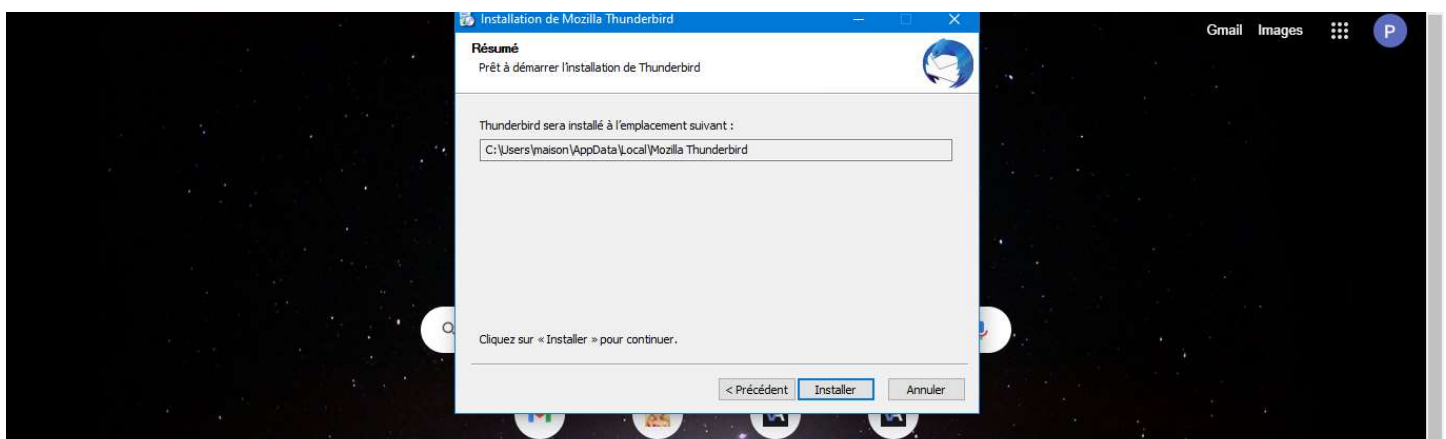 Installation de Mozilla Thunderbird
Gmail Images P
Résumé
Prêt à démarrer l'installation de Thunderbird
Thunderbird sera installé à l'emplacement suivant :
C:\Users\maison\AppData\Local\Mozilla Thunderbird
Cliquez sur « Installer » pour continuer.
< Précédent Installer Annuler